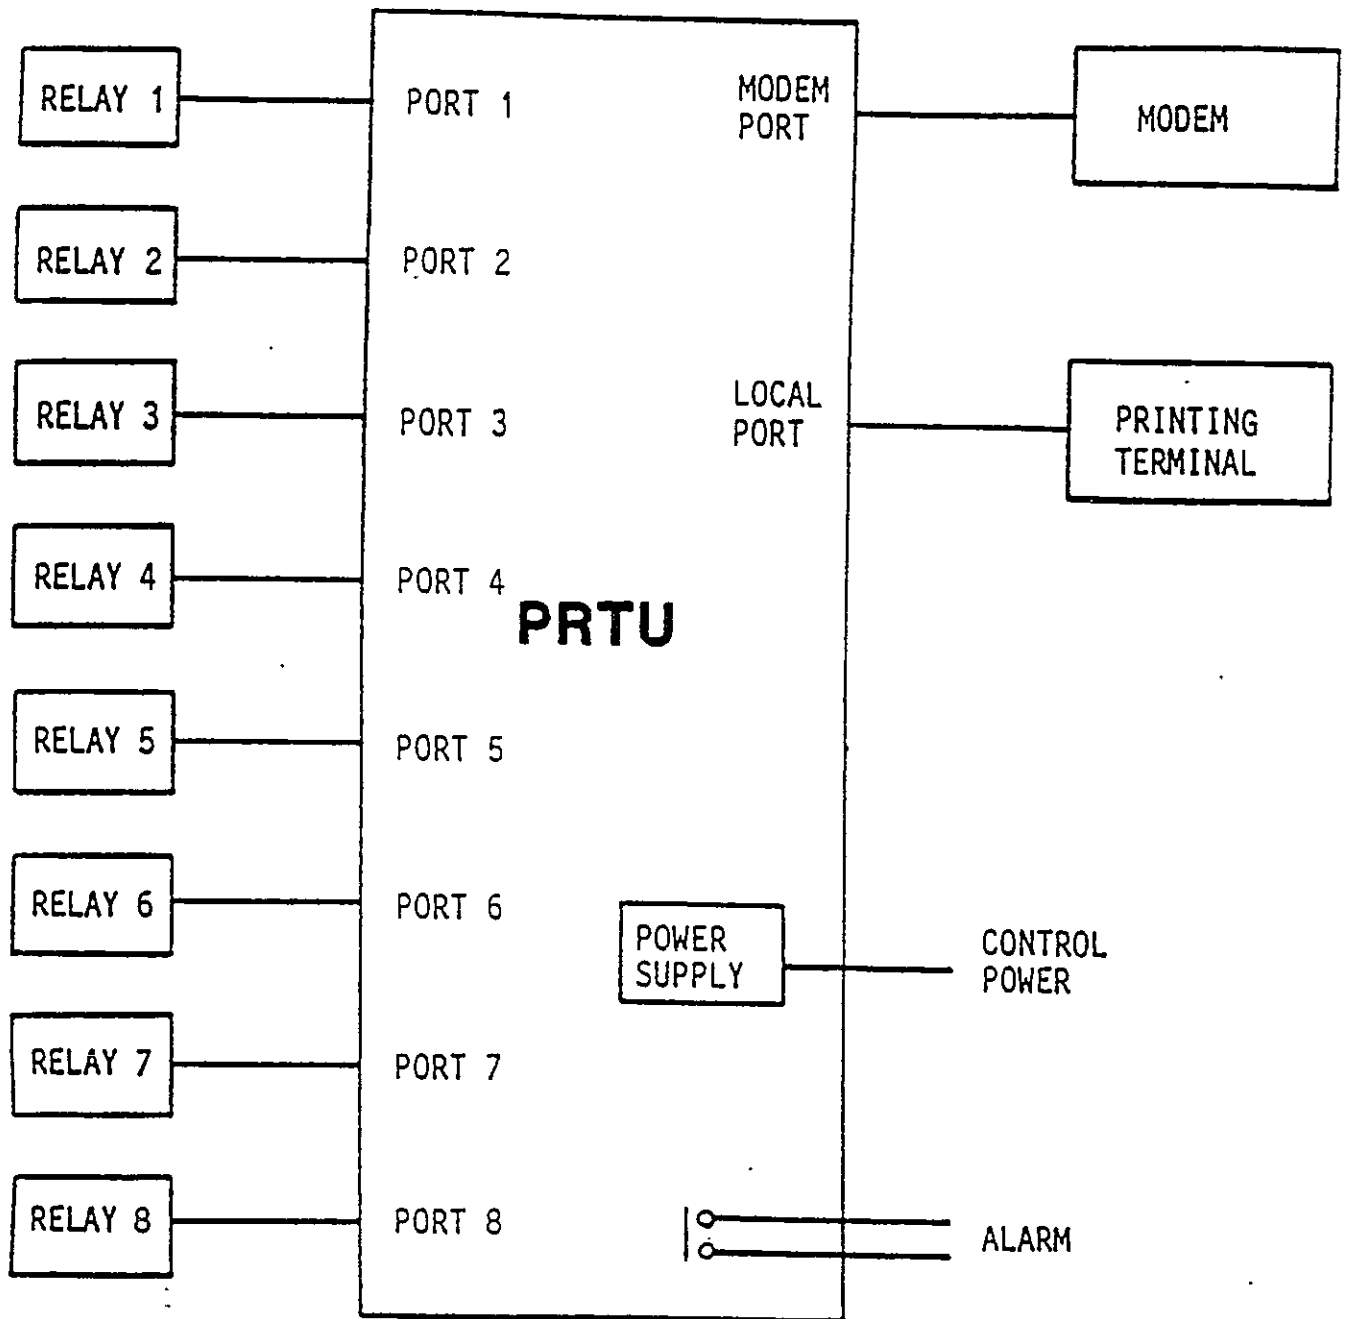 RELAY 1
PORT 1
MODEM
PORT
MODEM
RELAY 2
PORT 2
RELAY 3
PORT 3
LOCAL
PORT
PRINTING
TERMINAL
RELAY 4
PORT 4
PRTU
RELAY 5
PORT 5
RELAY 6
PORT 6
POWER
SUPPLY
CONTROL
POWER
RELAY 7
PORT 7
RELAY 8
PORT 8
ALARM